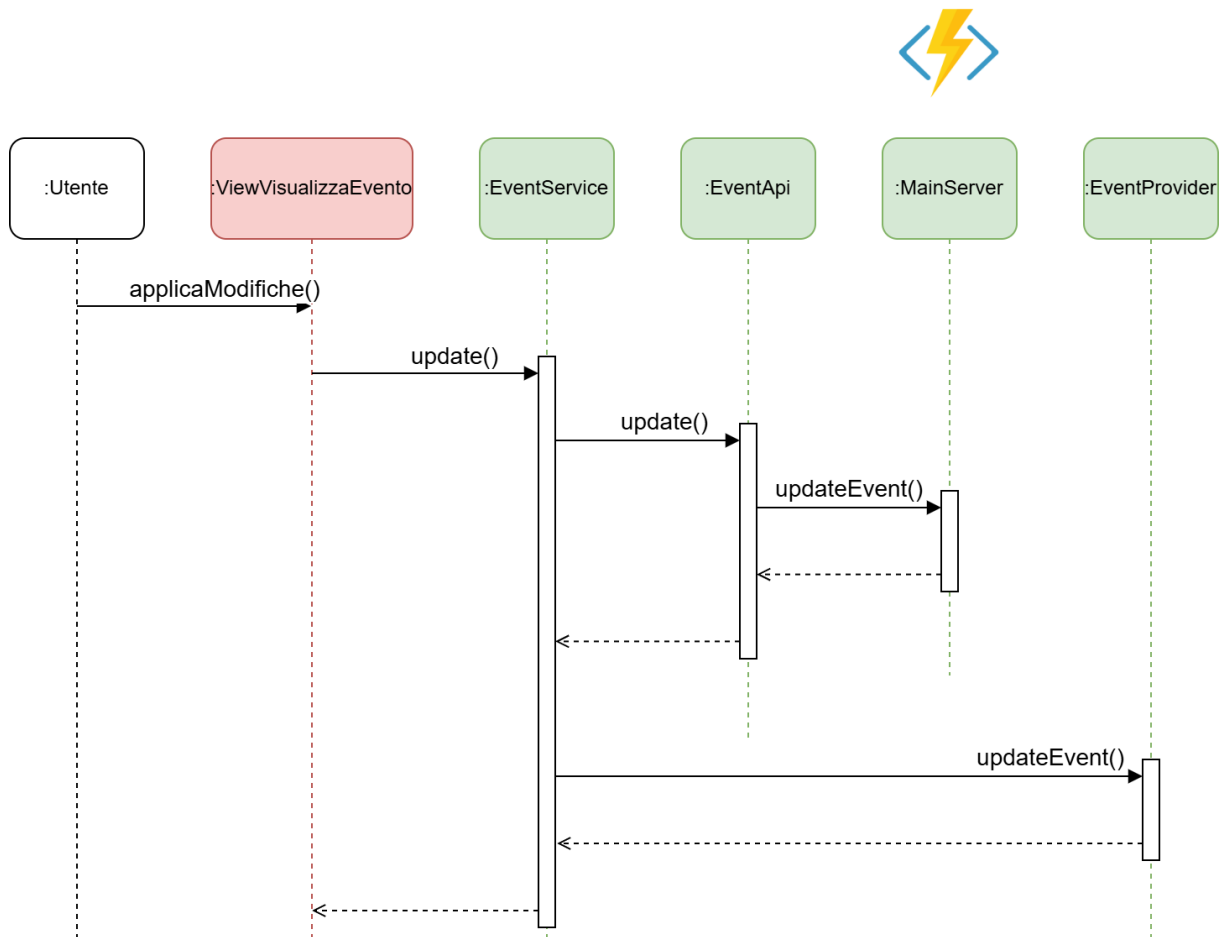 :Utente
:ViewVisualizzaEvento
:EventService
:EventApi
:MainServer
:EventProvider
applicaModifiche()
update()
update()
updateEvent()
updateEvent()